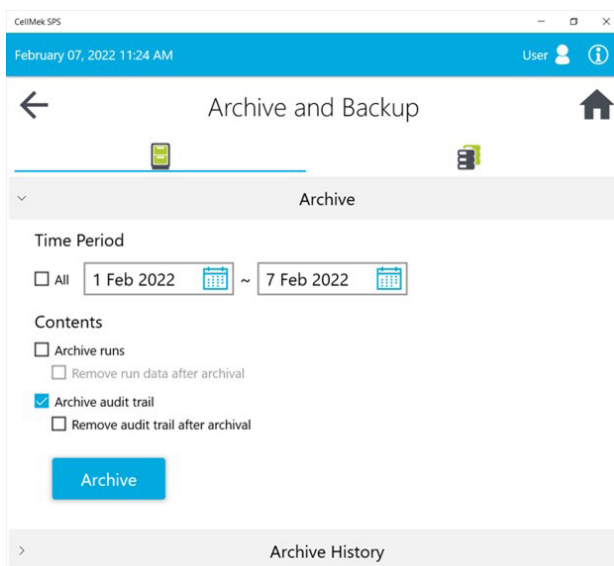 CellMek SPS
February 07, 2022 11:24 AM User
Archive and Backup
Archive
Time Period
All 1 Feb 2022 ~ 7 Feb 2022
Contents
Archive runs
Remove run data after archival
Archive audit trail
Remove audit trail after archival
Archive
Archive History